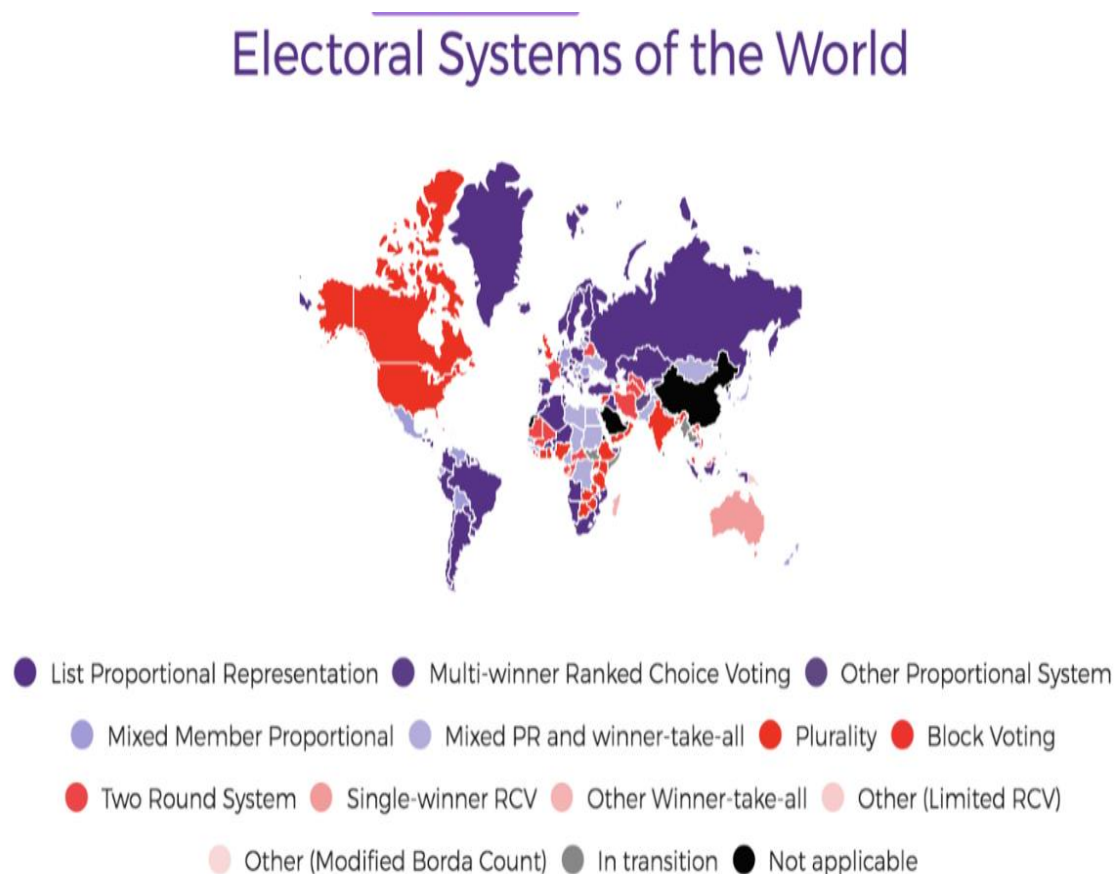 Electoral Systems of the World
List Proportional Representation Multi-winner Ranked Choice Voting Other Proportional System
Mixed Member Proportional Mixed PR and winner-take-all Plurality Block Voting
Two Round System Single-winner RCV Other Winner-take-all Other (Limited RCV)
Other (Modified Borda Count) In transition Not applicable